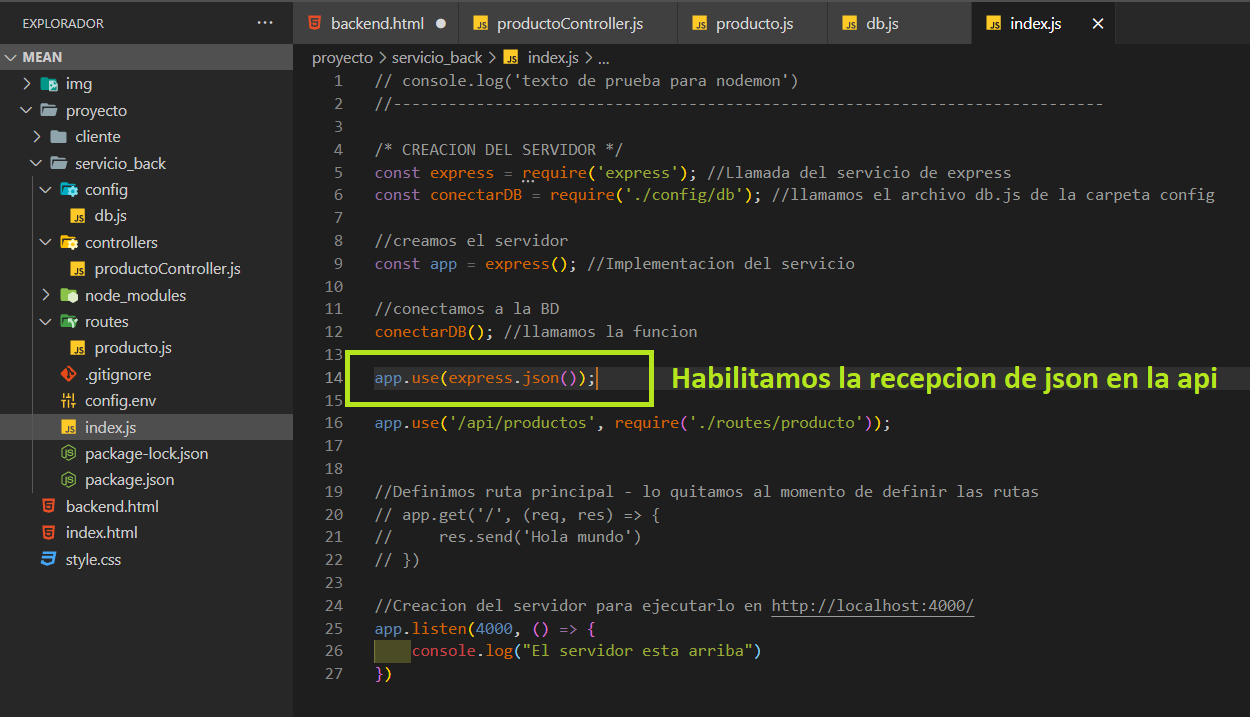 EXPLORADOR ...
MEAN
img
proyecto
cliente
servicio_back
config
db.js
controllers
productoController.js
node_modules
routes
producto.js
.gitignore
config.env
index.js
package-lock.json
package.json
backend.html
index.html
style.css
backend.html productoController.js producto.js db.js index.js
proyecto > servicio_back > index.js > ...
1 // console.log('texto de prueba para nodemon')
2 //-----------------------------------------------------------------------------
3
4 /* CREACION DEL SERVIDOR */
5 const express = require('express'); //Llamada del servicio de express
6 const conectarDB = require('./config/db'); //llamamos el archivo db.js de la carpeta config
7
8 //creamos el servidor
9 const app = express(); //Implementacion del servicio
10
11 //conectamos a la BD
12 conectarDB(); //llamamos la funcion
13
14 app.use(express.json()); Habilitamos la recepcion de json en la api
15
16 app.use('/api/productos', require('./routes/producto'));
17
18
19 //Definimos ruta principal - lo quitamos al momento de definir las rutas
20 // app.get('/', (req, res) => {
21 //     res.send('Hola mundo')
22 // })
23
24 //Creacion del servidor para ejecutarlo en http://localhost:4000/
25 app.listen(4000, () => {
26     console.log("El servidor esta arriba")
27 })